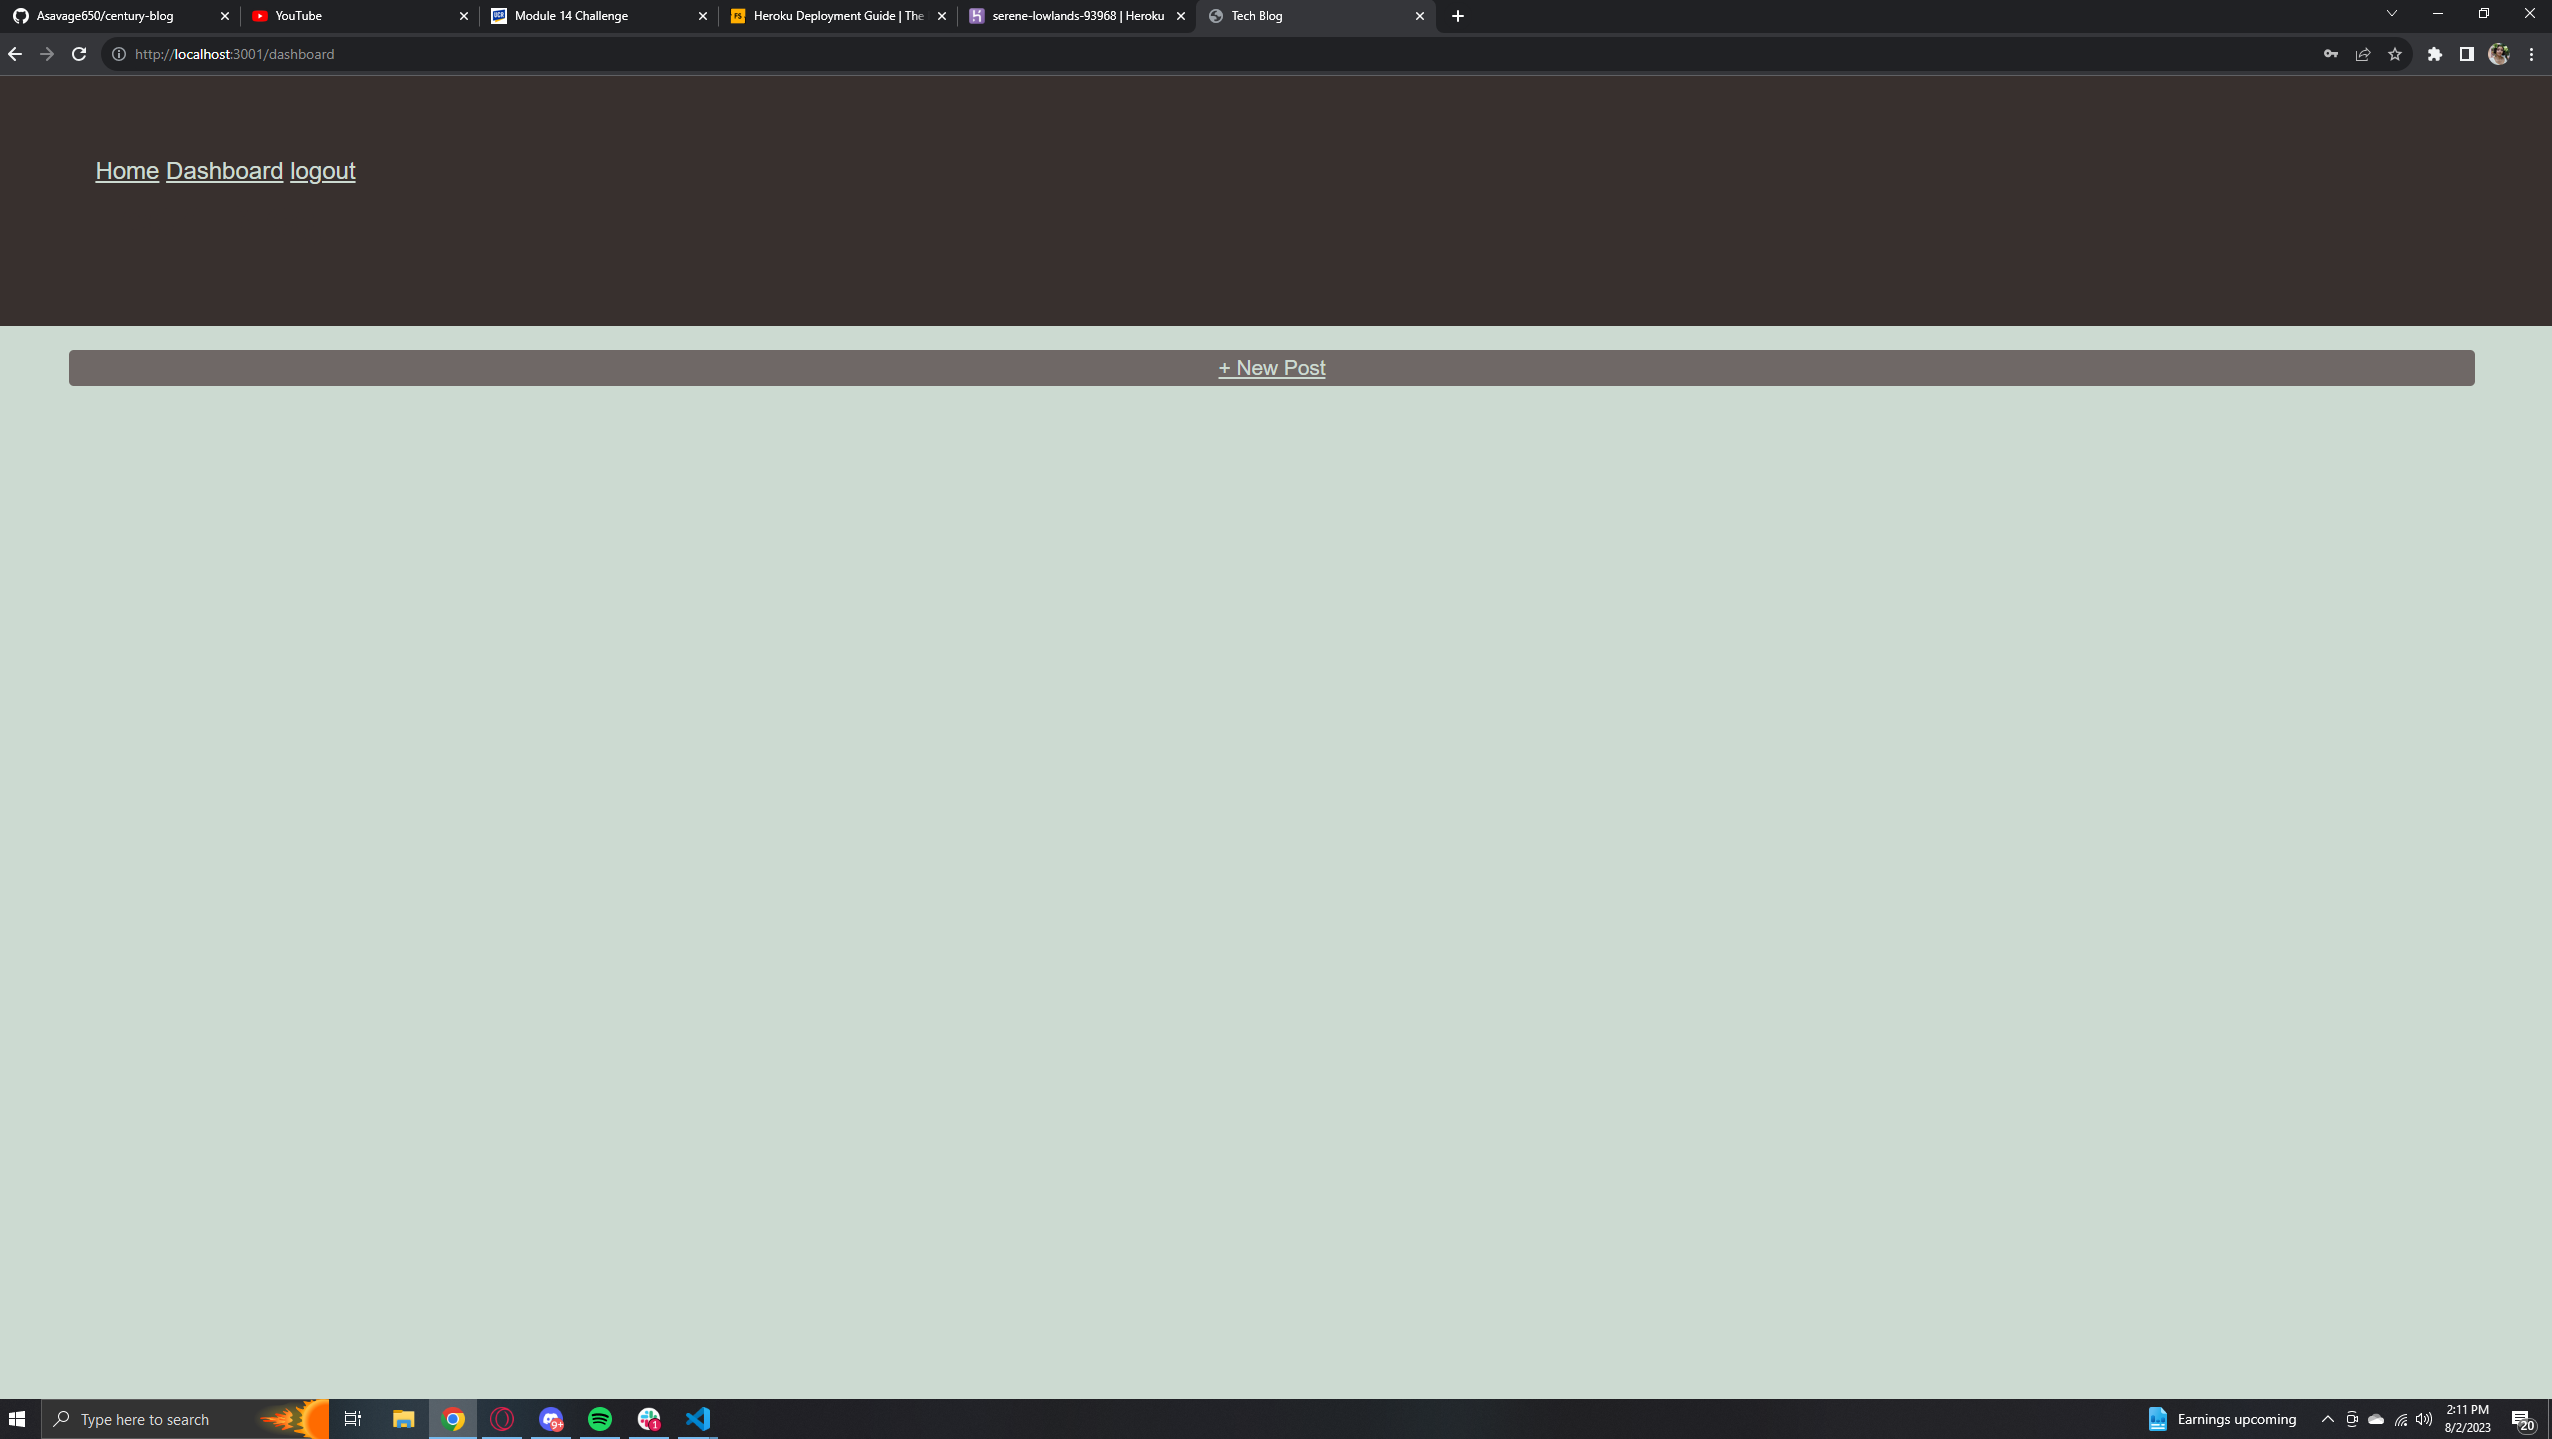 Asavage650/century-blog YouTube Module 14 Challenge Heroku Deployment Guide | The serene-lowlands-93968 | Heroku Tech Blog
http://localhost:3001/dashboard
Home Dashboard logout
+ New Post
Type here to search
9+
1
Earnings upcoming
2:11 PM
8/2/2023
20